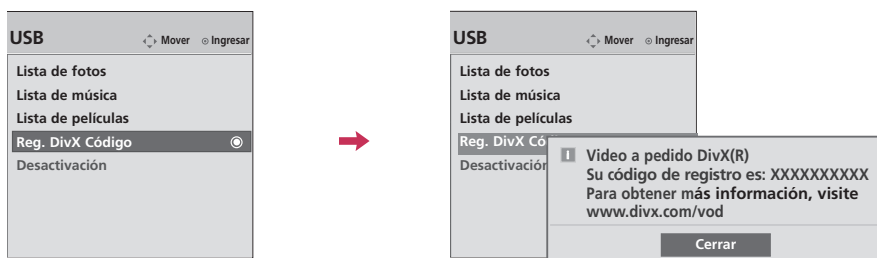 USB
Mover
Ingresar
Lista de fotos
Lista de música
Lista de películas
Reg. DivX Código
Desactivación
USB
Mover
Ingresar
Lista de fotos
Lista de música
Lista de películas
Reg. DivX Có
Desactivación
Video a pedido DivX(R)
Su código de registro es: XXXXXXXXXX
Para obtener más información, visite
www.divx.com/vod
Cerrar